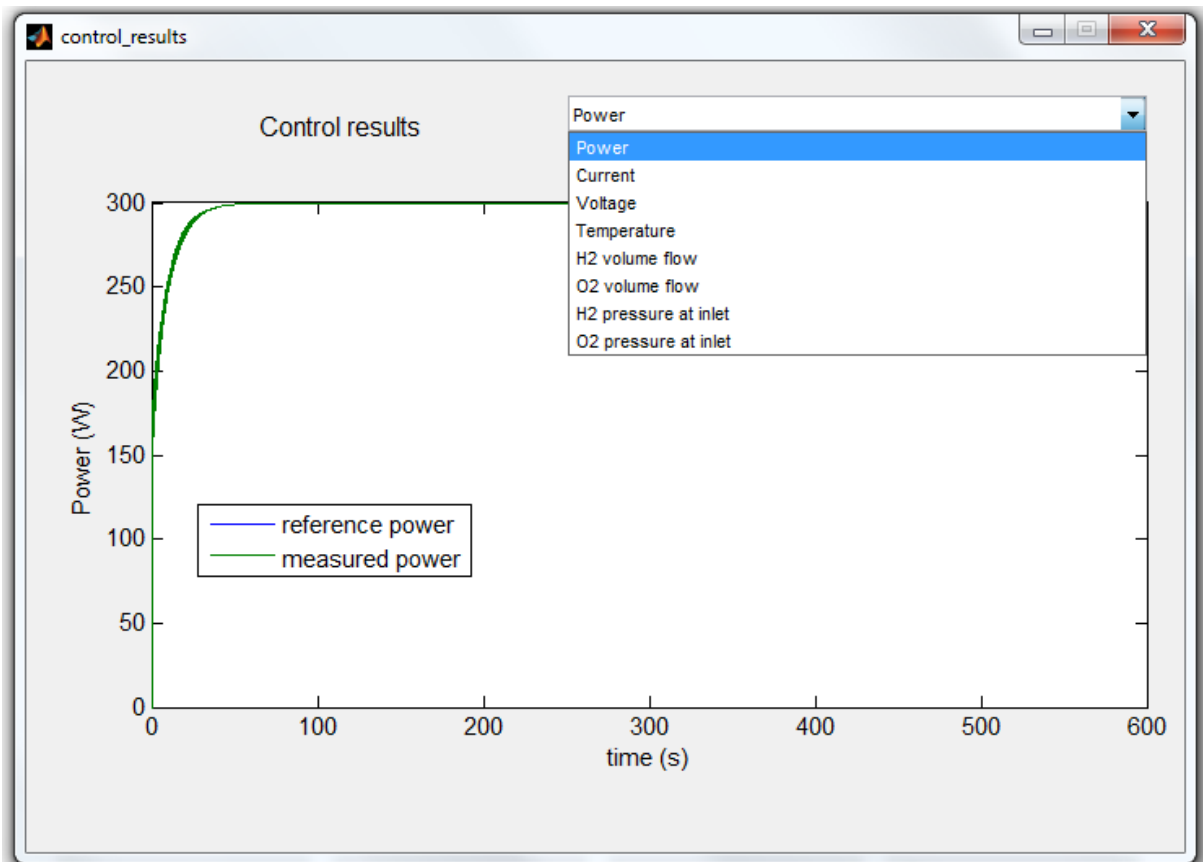 control_results
Control results
Power
Power
Current
Voltage
Temperature
H2 volume flow
O2 volume flow
H2 pressure at inlet
O2 pressure at inlet
300
250
200
150
100
50
0
Power (W)
reference power
measured power
0 100 200 300 400 500 600
time (s)